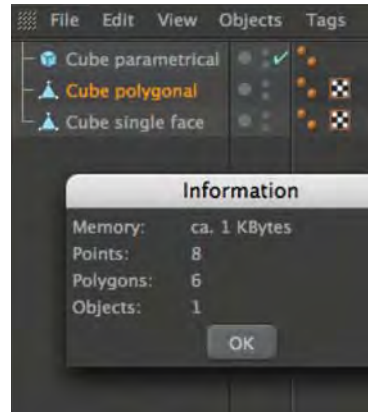 File Edit View Objects Tags
Cube parametrical
Cube polygonal
Cube single face
Information
Memory: ca. 1 KBytes
Points: 8
Polygons: 6
Objects: 1
OK